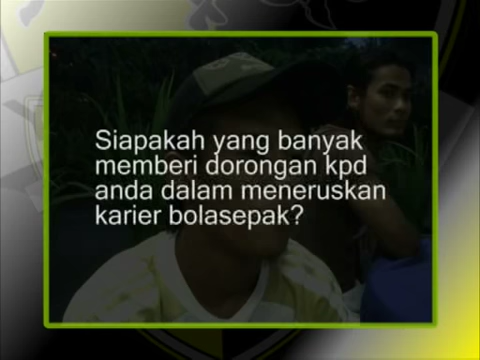 Siapakah yang banyak
memberi dorongan kpd
anda dalam meneruskan
karier bolasepak?